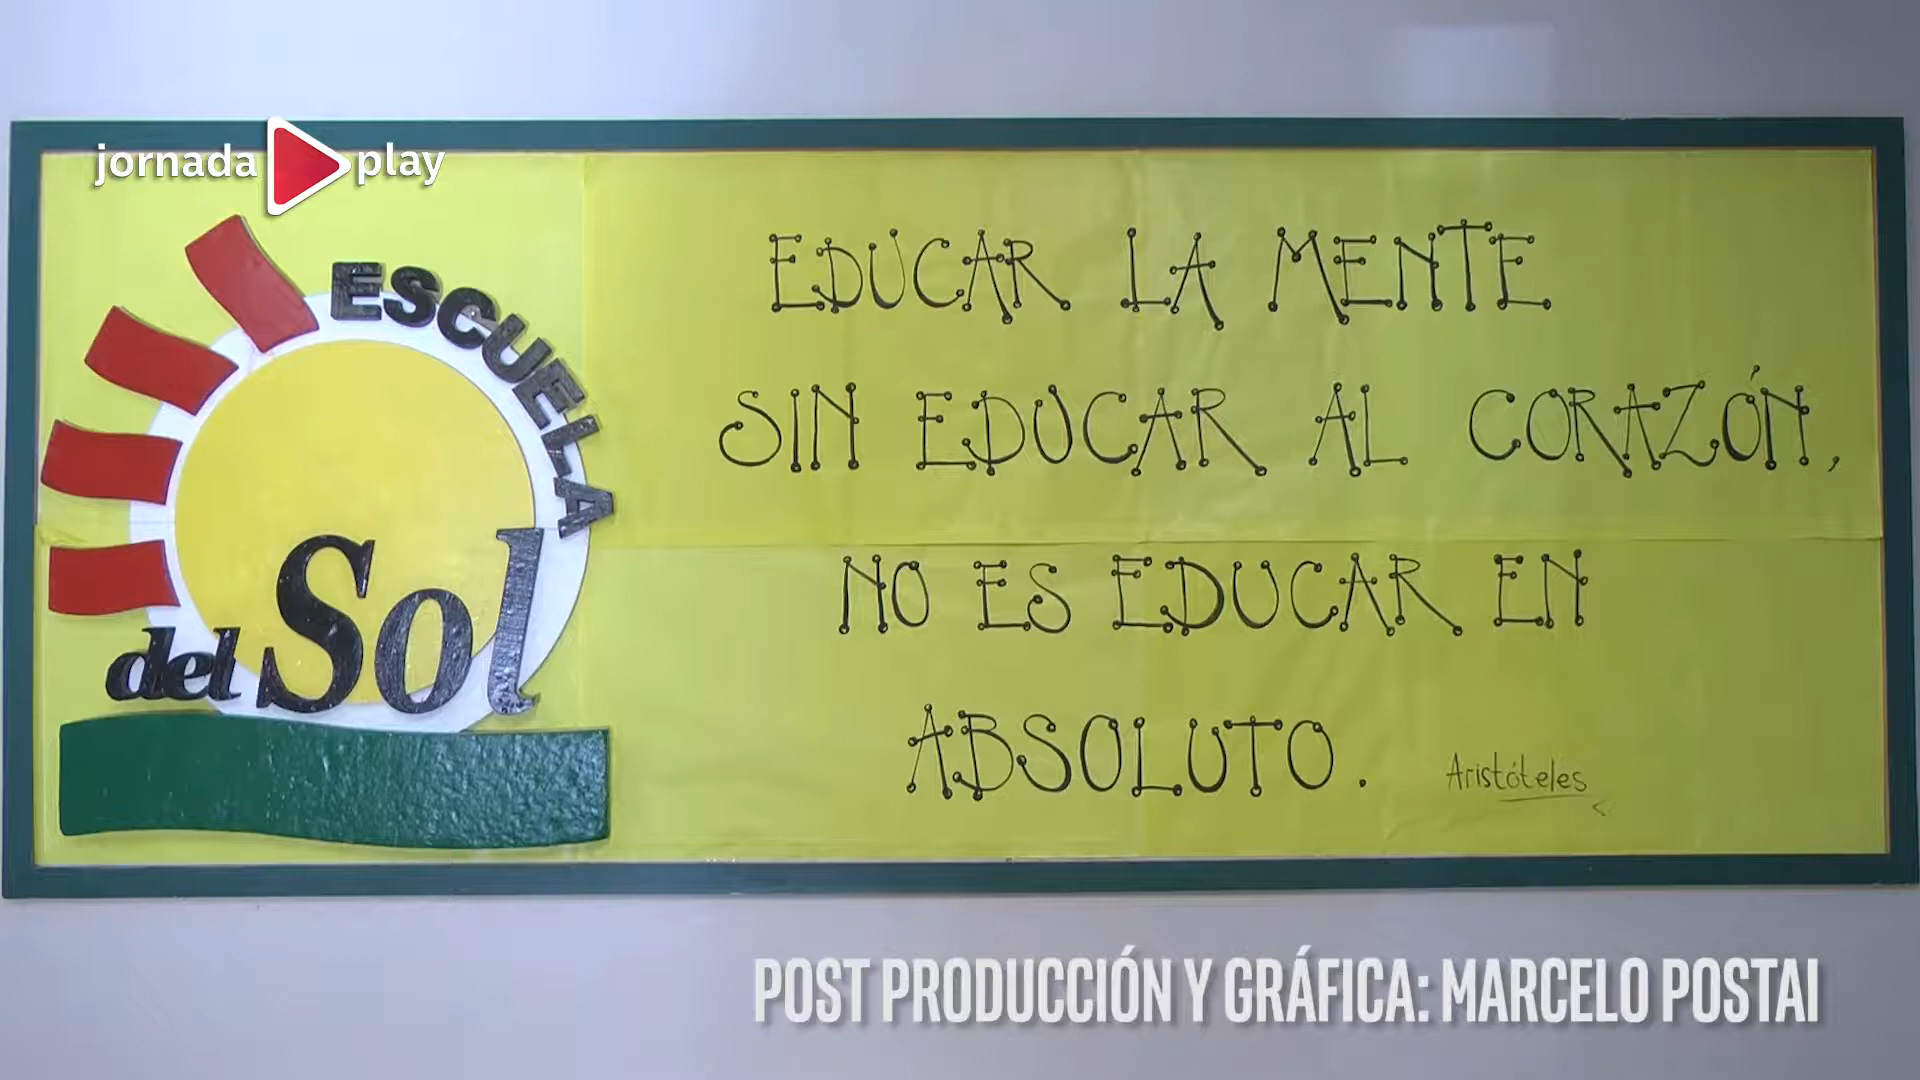 jornada play
ESCUELA
del Sol
EDUCAR LA MENTE
SIN EDUCAR AL CORAZÓN,
NO ES EDUCAR EN
ABSOLUTO.
Aristóteles
POST PRODUCCIÓN Y GRÁFICA: MARCELO POSTAI